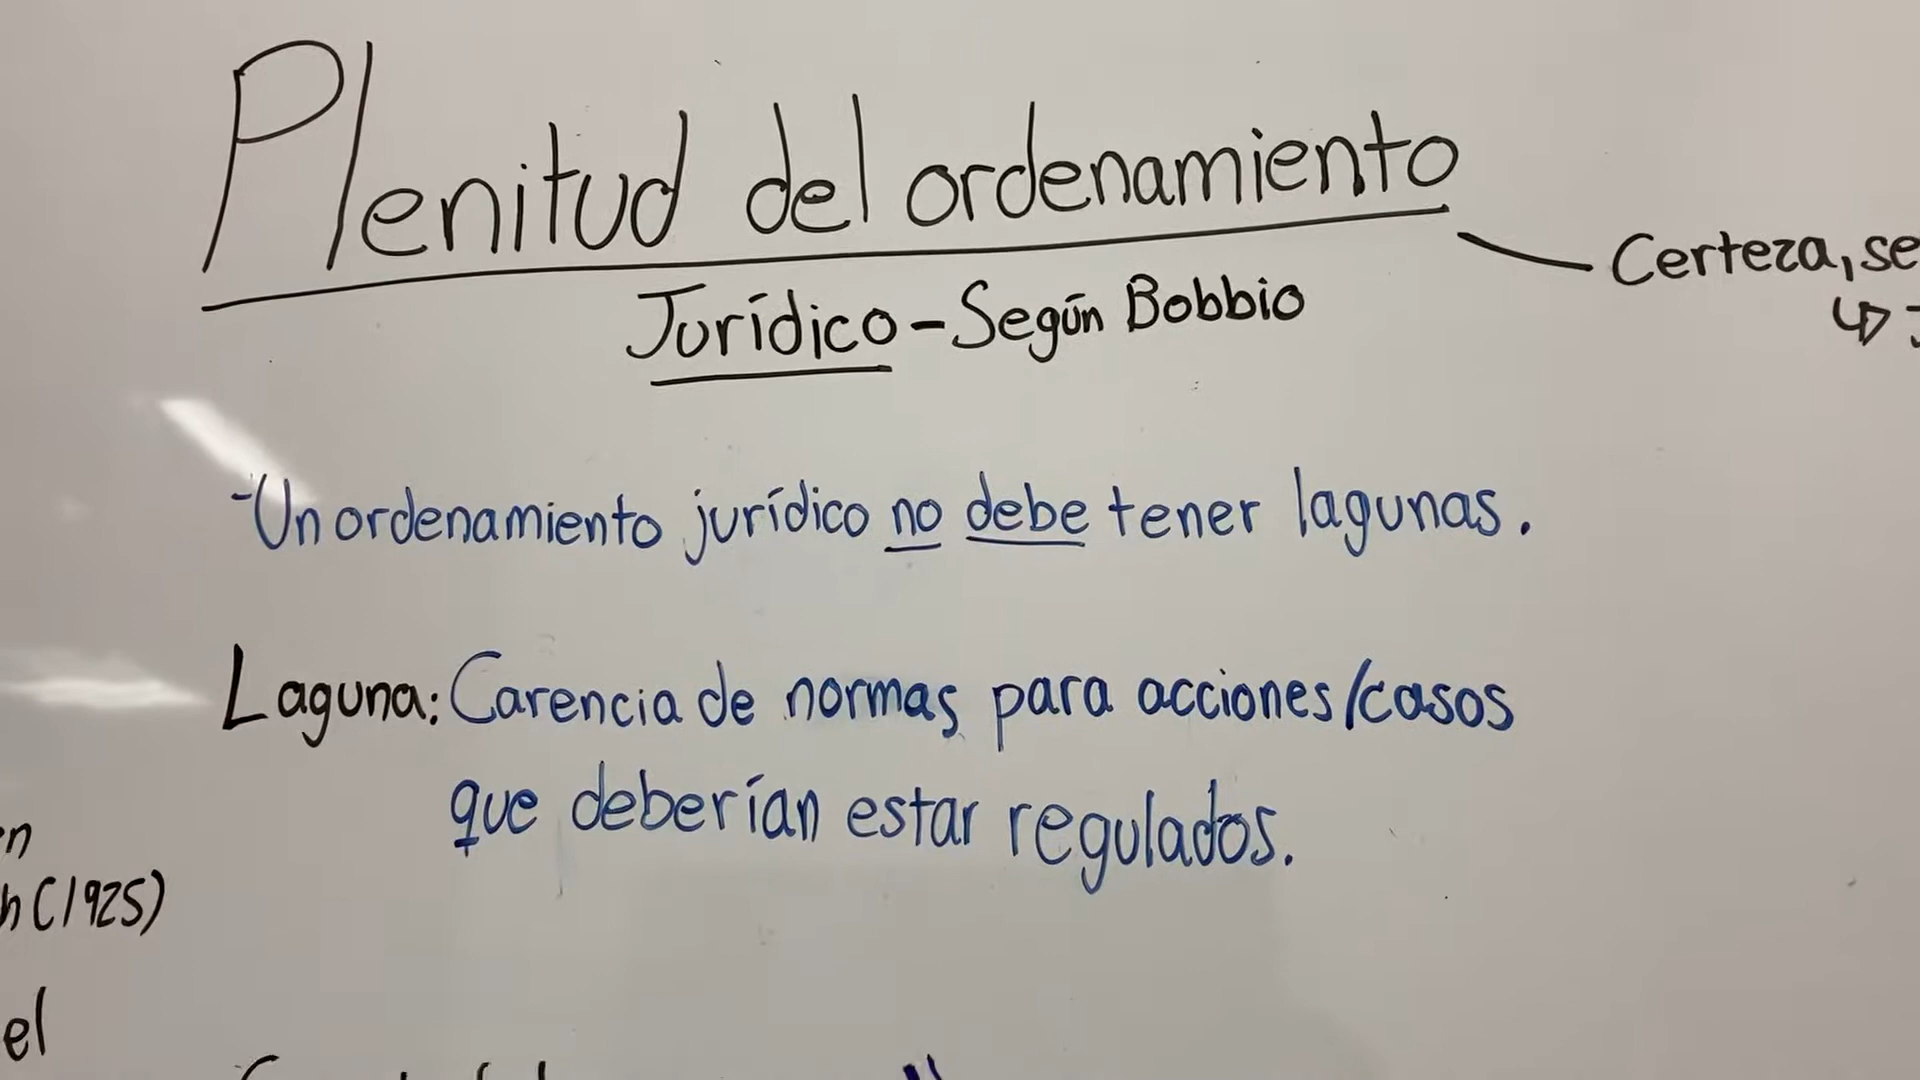 Plenitud del ordenamiento
Jurídico - Según Bobbio
Certeza, se
↳
-Un ordenamiento jurídico no debe tener lagunas.
Laguna: Carencia de normas para acciones/casos
que deberían estar regulados.
n
h (1925)
el